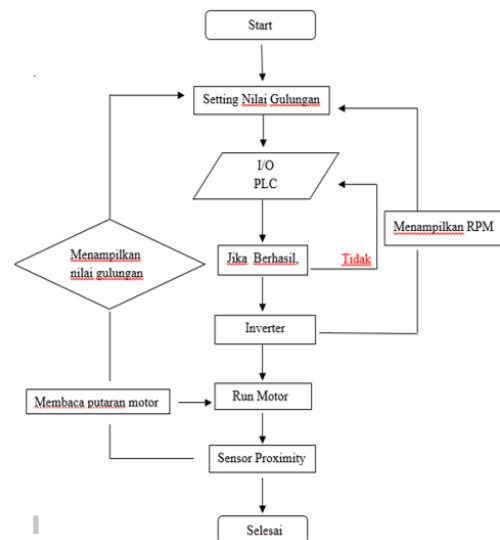 Start
Setting Nilai Gulungan
I/O
PLC
Menampilkan RPM
Menampilkan
nilai gulungan
Jika Berhasil,
Tidak
Inverter
Membaca putaran motor
Run Motor
Sensor Proximity
Selesai